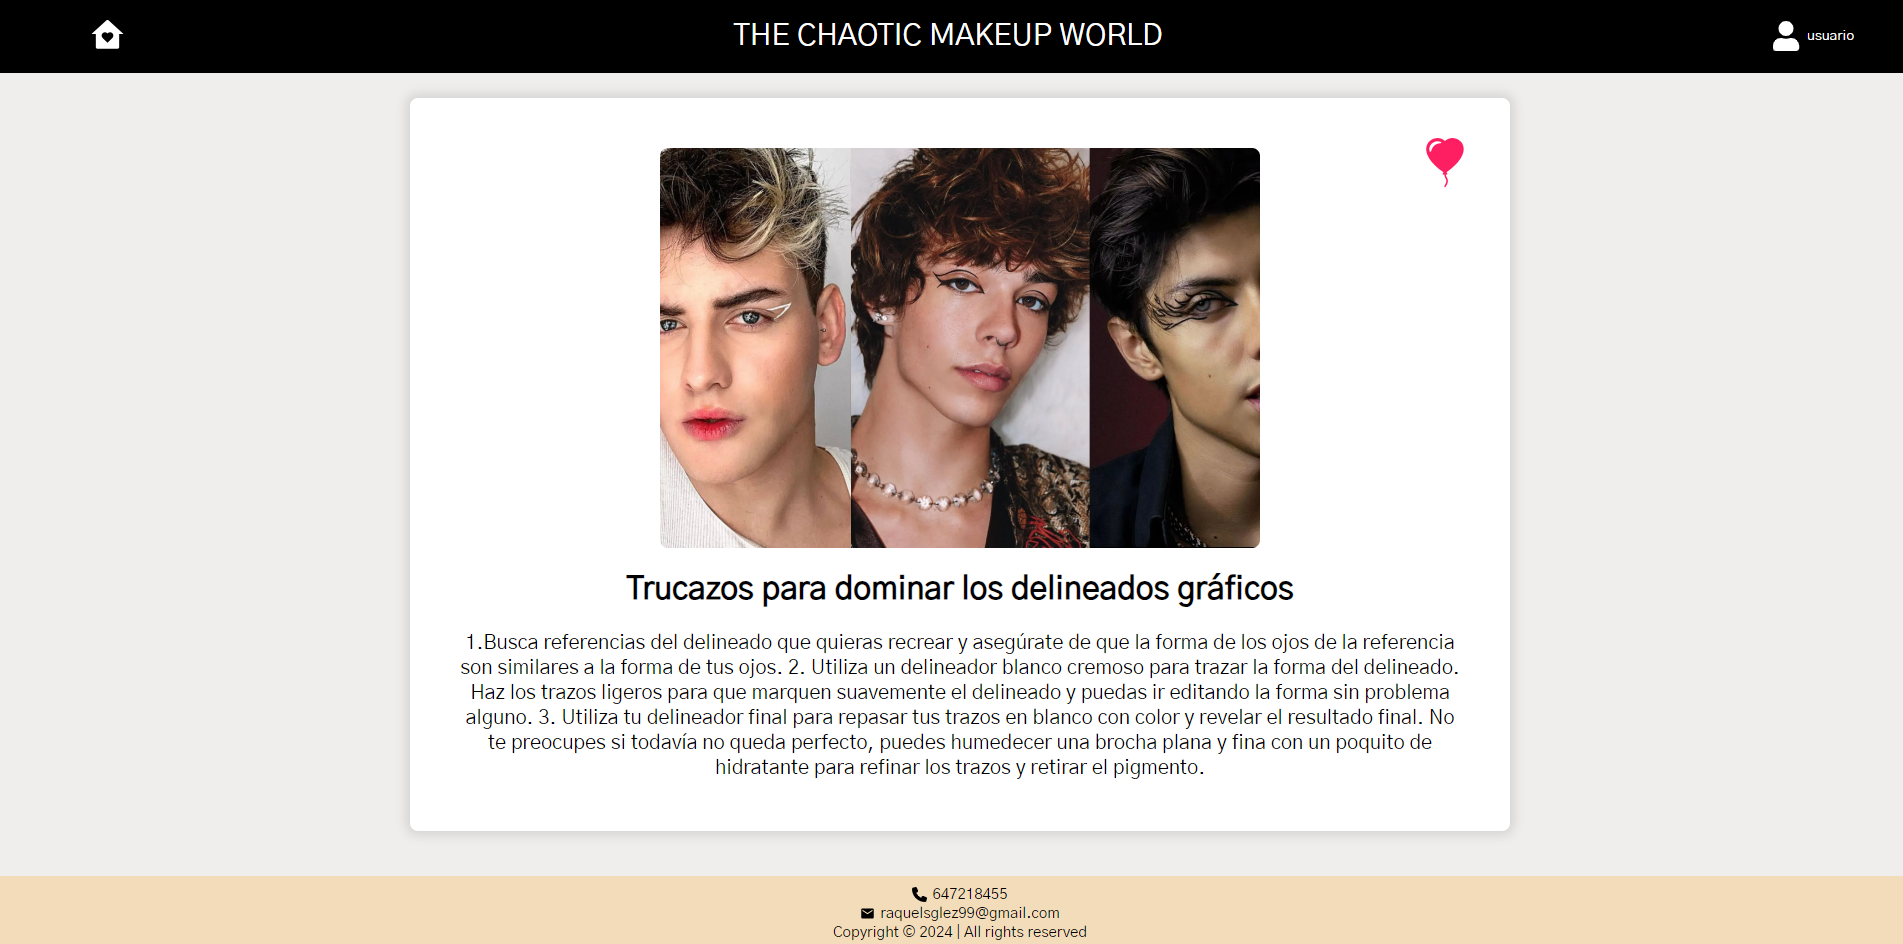 THE CHAOTIC MAKEUP WORLD
usuario
Trucazos para dominar los delineados gráficos
1.Busca referencias del delineado que quieras recrear y asegúrate de que la forma de los ojos de la referencia
son similares a la forma de tus ojos. 2. Utiliza un delineador blanco cremoso para trazar la forma del delineado.
Haz los trazos ligeros para que marquen suavemente el delineado y puedas ir editando la forma sin problema
alguno. 3. Utiliza tu delineador final para repasar tus trazos en blanco con color y revelar el resultado final. No
te preocupes si todavía no queda perfecto, puedes humedecer una brocha plana y fina con un poquito de
hidratante para refinar los trazos y retirar el pigmento.
647218455
raquelsglez99@gmail.com
Copyright © 2024 | All rights reserved